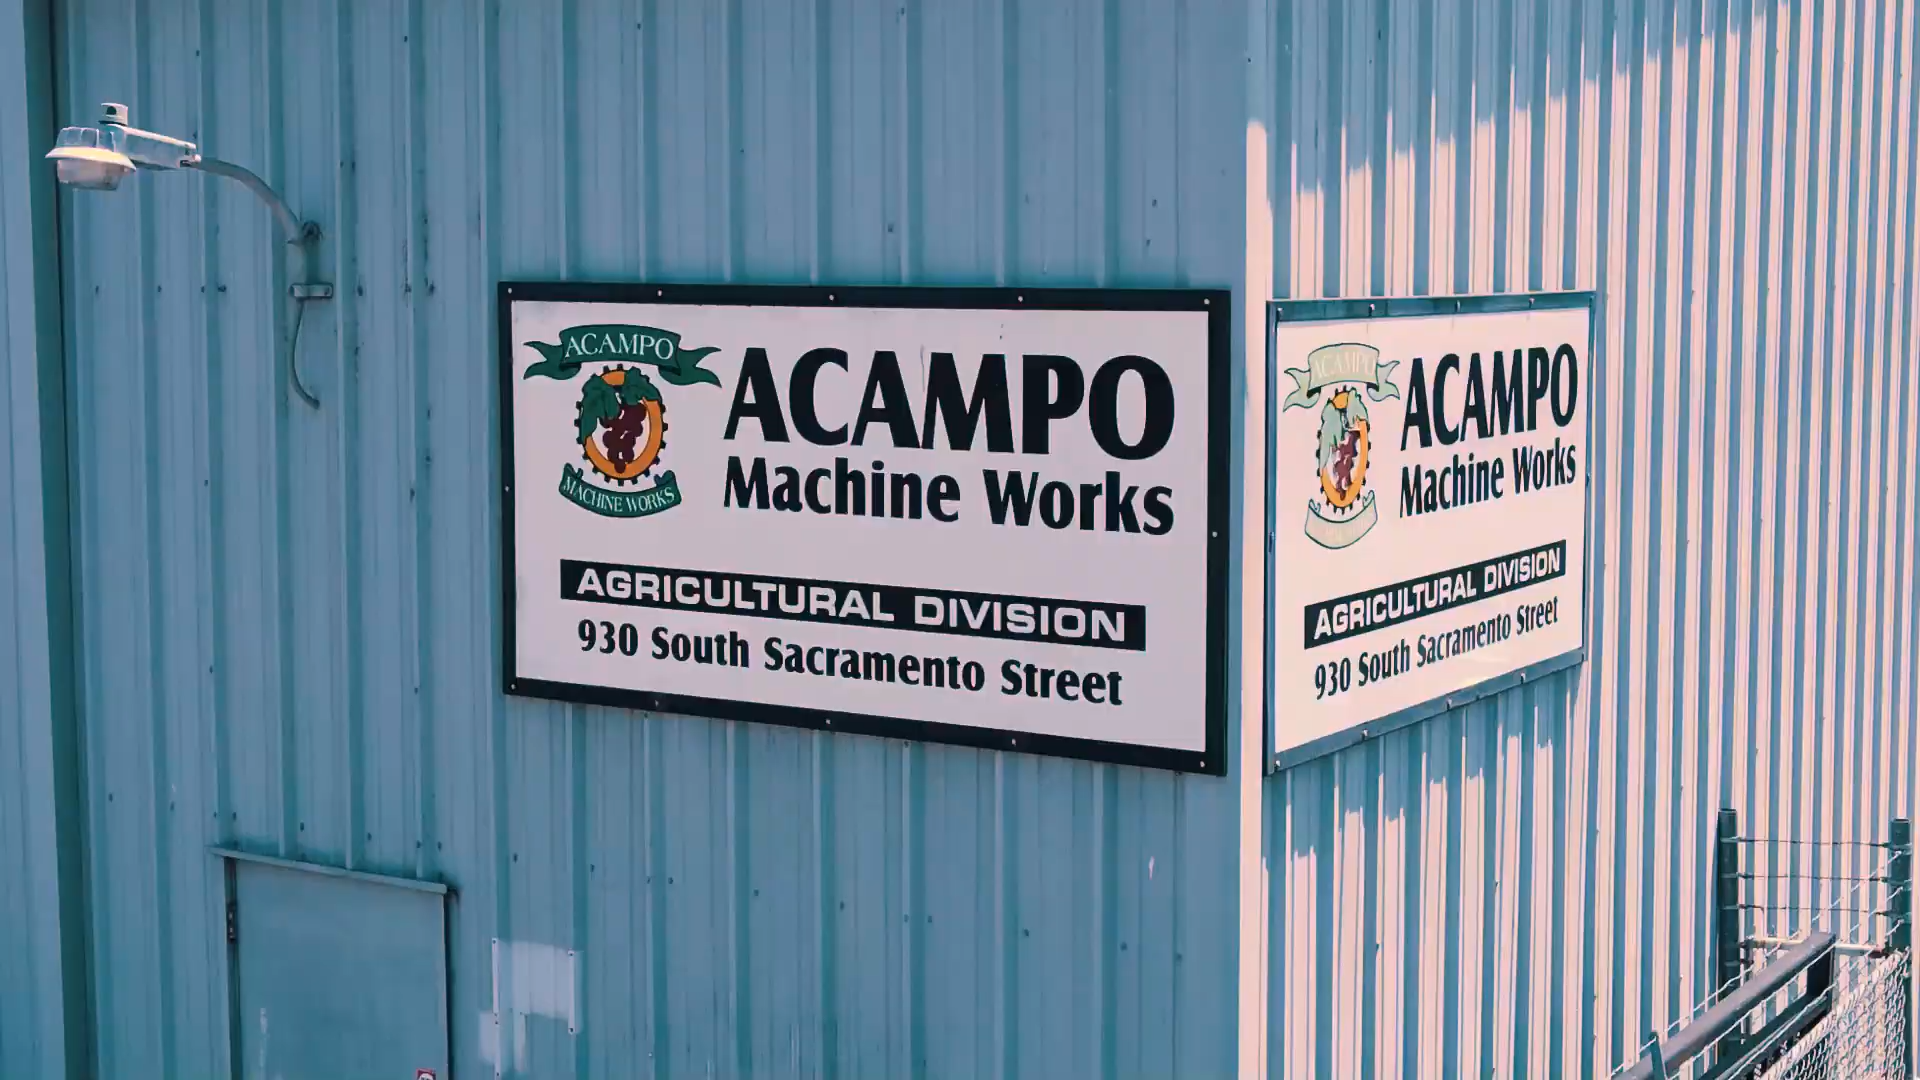 ACAMPO
MACHINE WORKS
ACAMPO
Machine Works
AGRICULTURAL DIVISION
930 South Sacramento Street
ACAMPO
ACAMPO
Machine Works
AGRICULTURAL DIVISION
930 South Sacramento Street